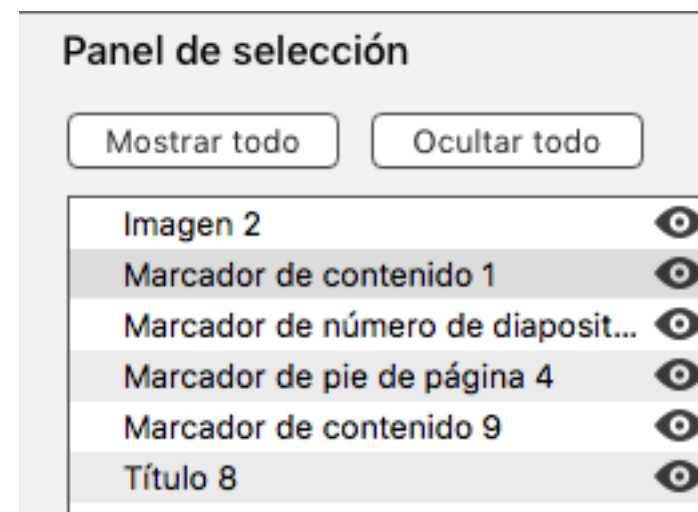 Panel de selección
Mostrar todo Ocultar todo
Imagen 2
Marcador de contenido 1
Marcador de número de diaposit...
Marcador de pie de página 4
Marcador de contenido 9
Título 8